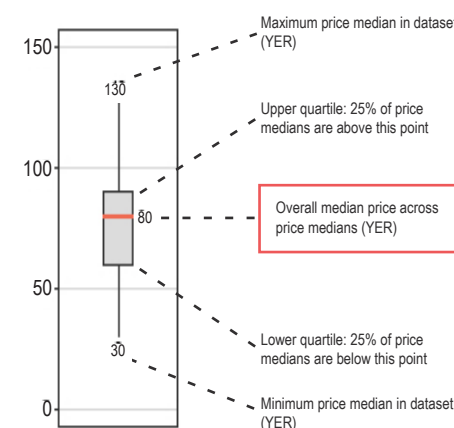 Maximum price median in dataset
(YER)
150
130
Upper quartile: 25% of price
medians are above this point
100
Overall median price across
price medians (YER)
80
50
Lower quartile: 25% of price
medians are below this point
30
Minimum price median in dataset
(YER)
0